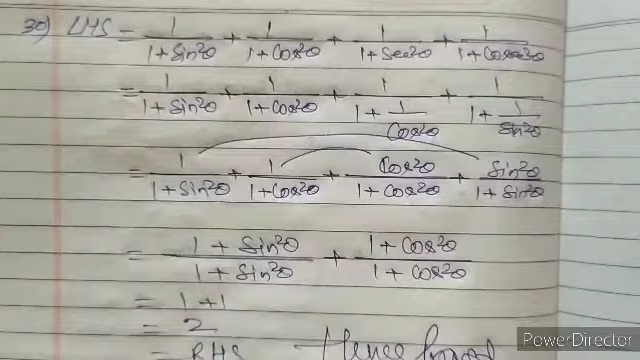 30) LHS = 1/(1+Sin²θ) + 1/(1+Cos²θ) + 1/(1+Sec²θ) + 1/(1+Cosec²θ)
= 1/(1+Sin²θ) + 1/(1+Cos²θ) + 1/(1+1/Cos²θ) + 1/(1+1/Sin²θ)
= 1/(1+Sin²θ) + 1/(1+Cos²θ) + Cos²θ/(1+Cos²θ) + Sin²θ/(1+Sin²θ)
= (1+Sin²θ)/(1+Sin²θ) + (1+Cos²θ)/(1+Cos²θ)
= 1+1
= 2
= RHS Hence
PowerDirector